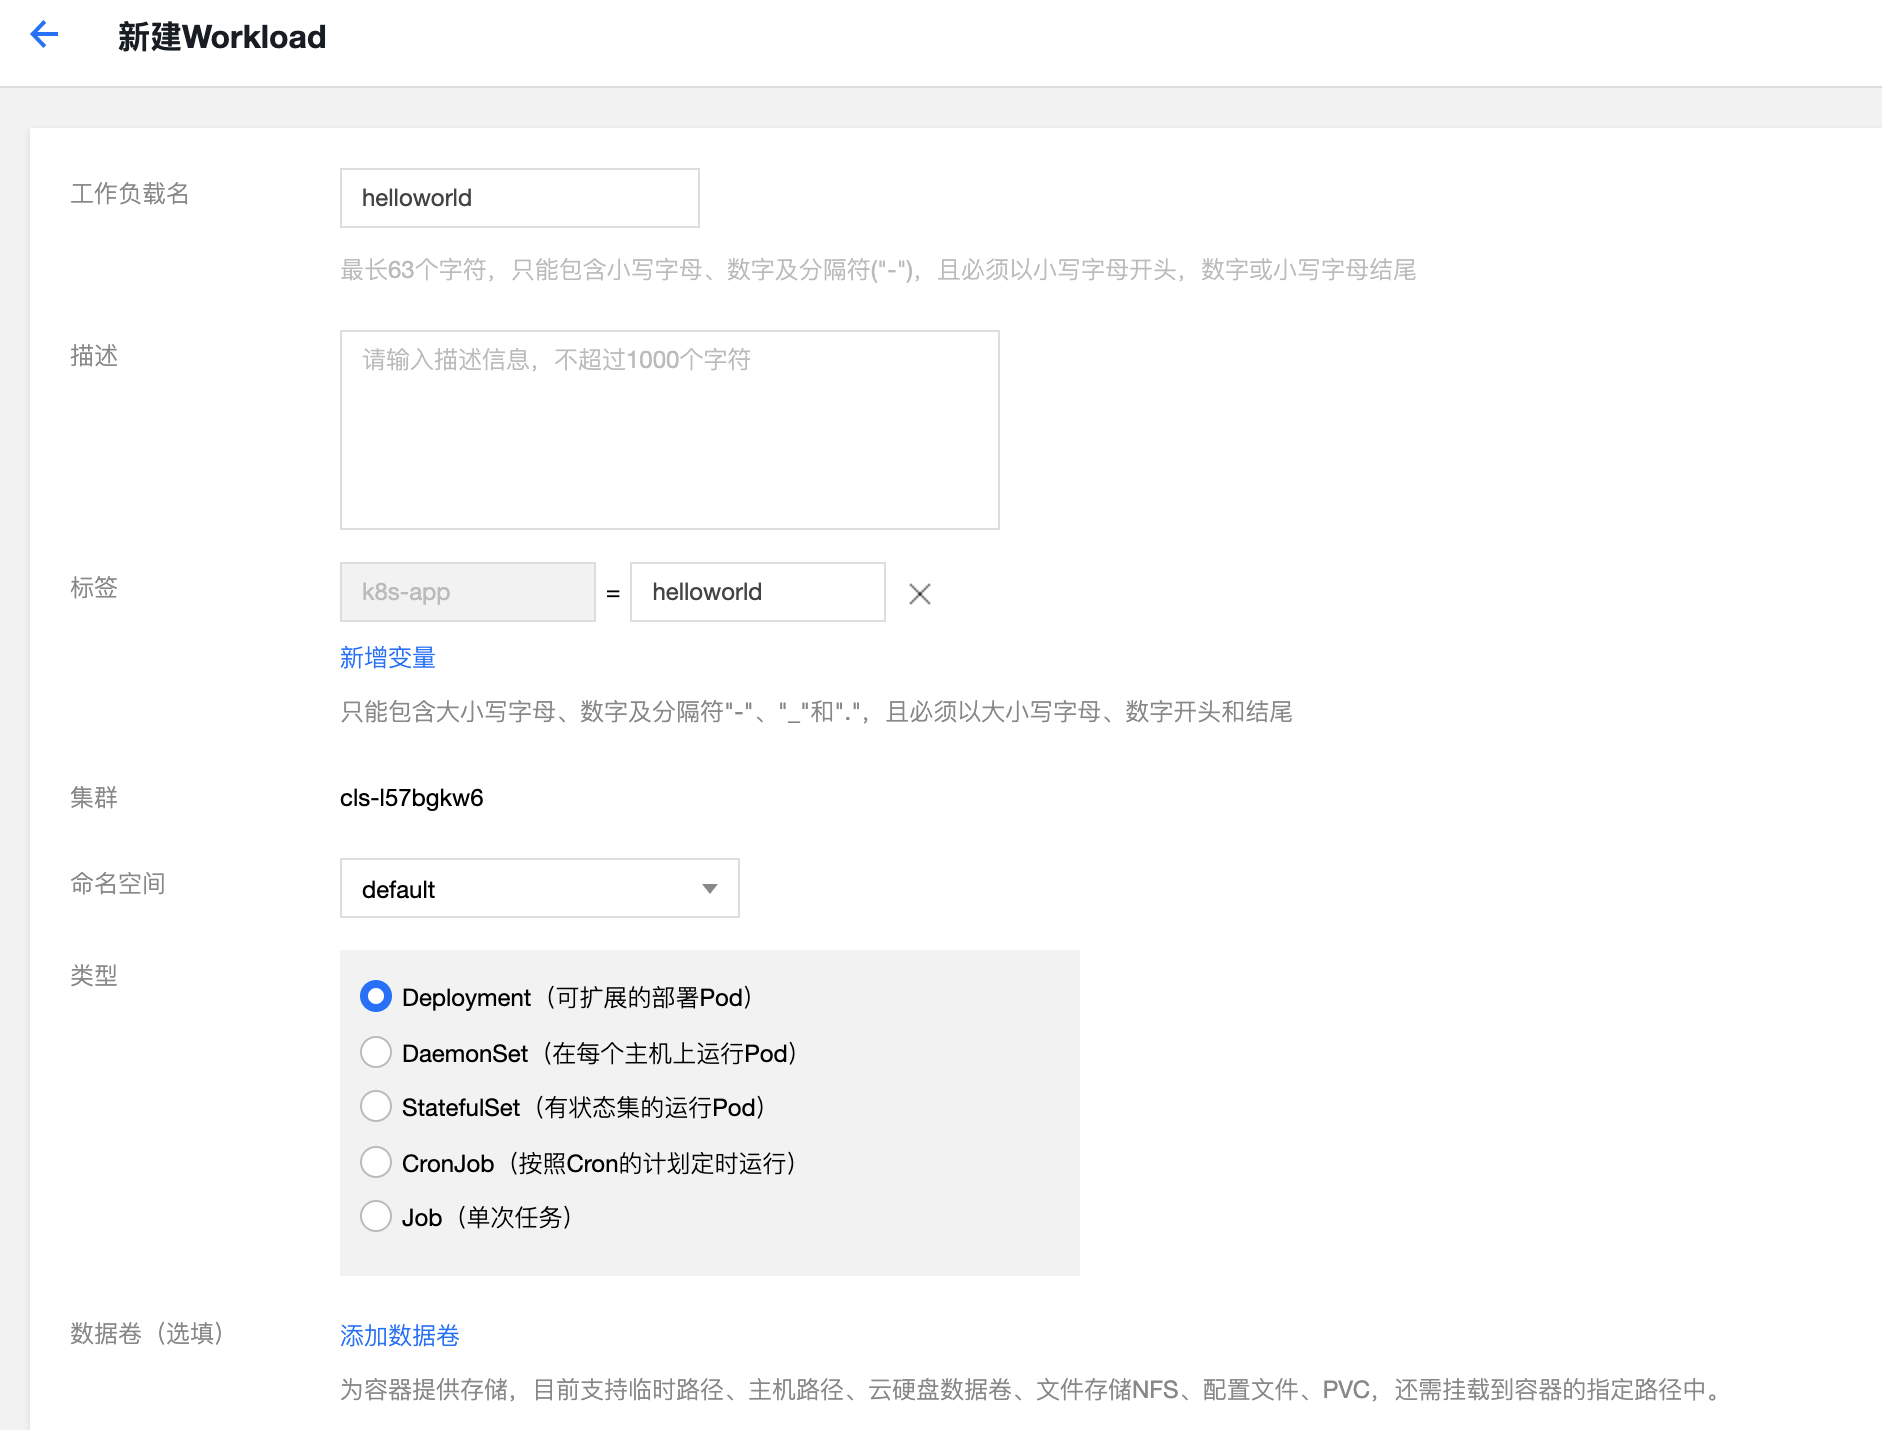 新建Workload
工作负载名
helloworld
最长63个字符，只能包含小写字母、数字及分隔符("-")，且必须以小写字母开头，数字或小写字母结尾
描述
请输入描述信息，不超过1000个字符
标签
k8s-app = helloworld
新增变量
只能包含大小写字母、数字及分隔符"-"、"_"和"."，且必须以大小写字母、数字开头和结尾
集群
cls-l57bgkw6
命名空间
default
类型
Deployment（可扩展的部署Pod）
DaemonSet（在每个主机上运行Pod）
StatefulSet（有状态集的运行Pod）
CronJob（按照Cron的计划定时运行）
Job（单次任务）
数据卷（选填）
添加数据卷
为容器提供存储，目前支持临时路径、主机路径、云硬盘数据卷、文件存储NFS、配置文件、PVC，还需挂载到容器的指定路径中。